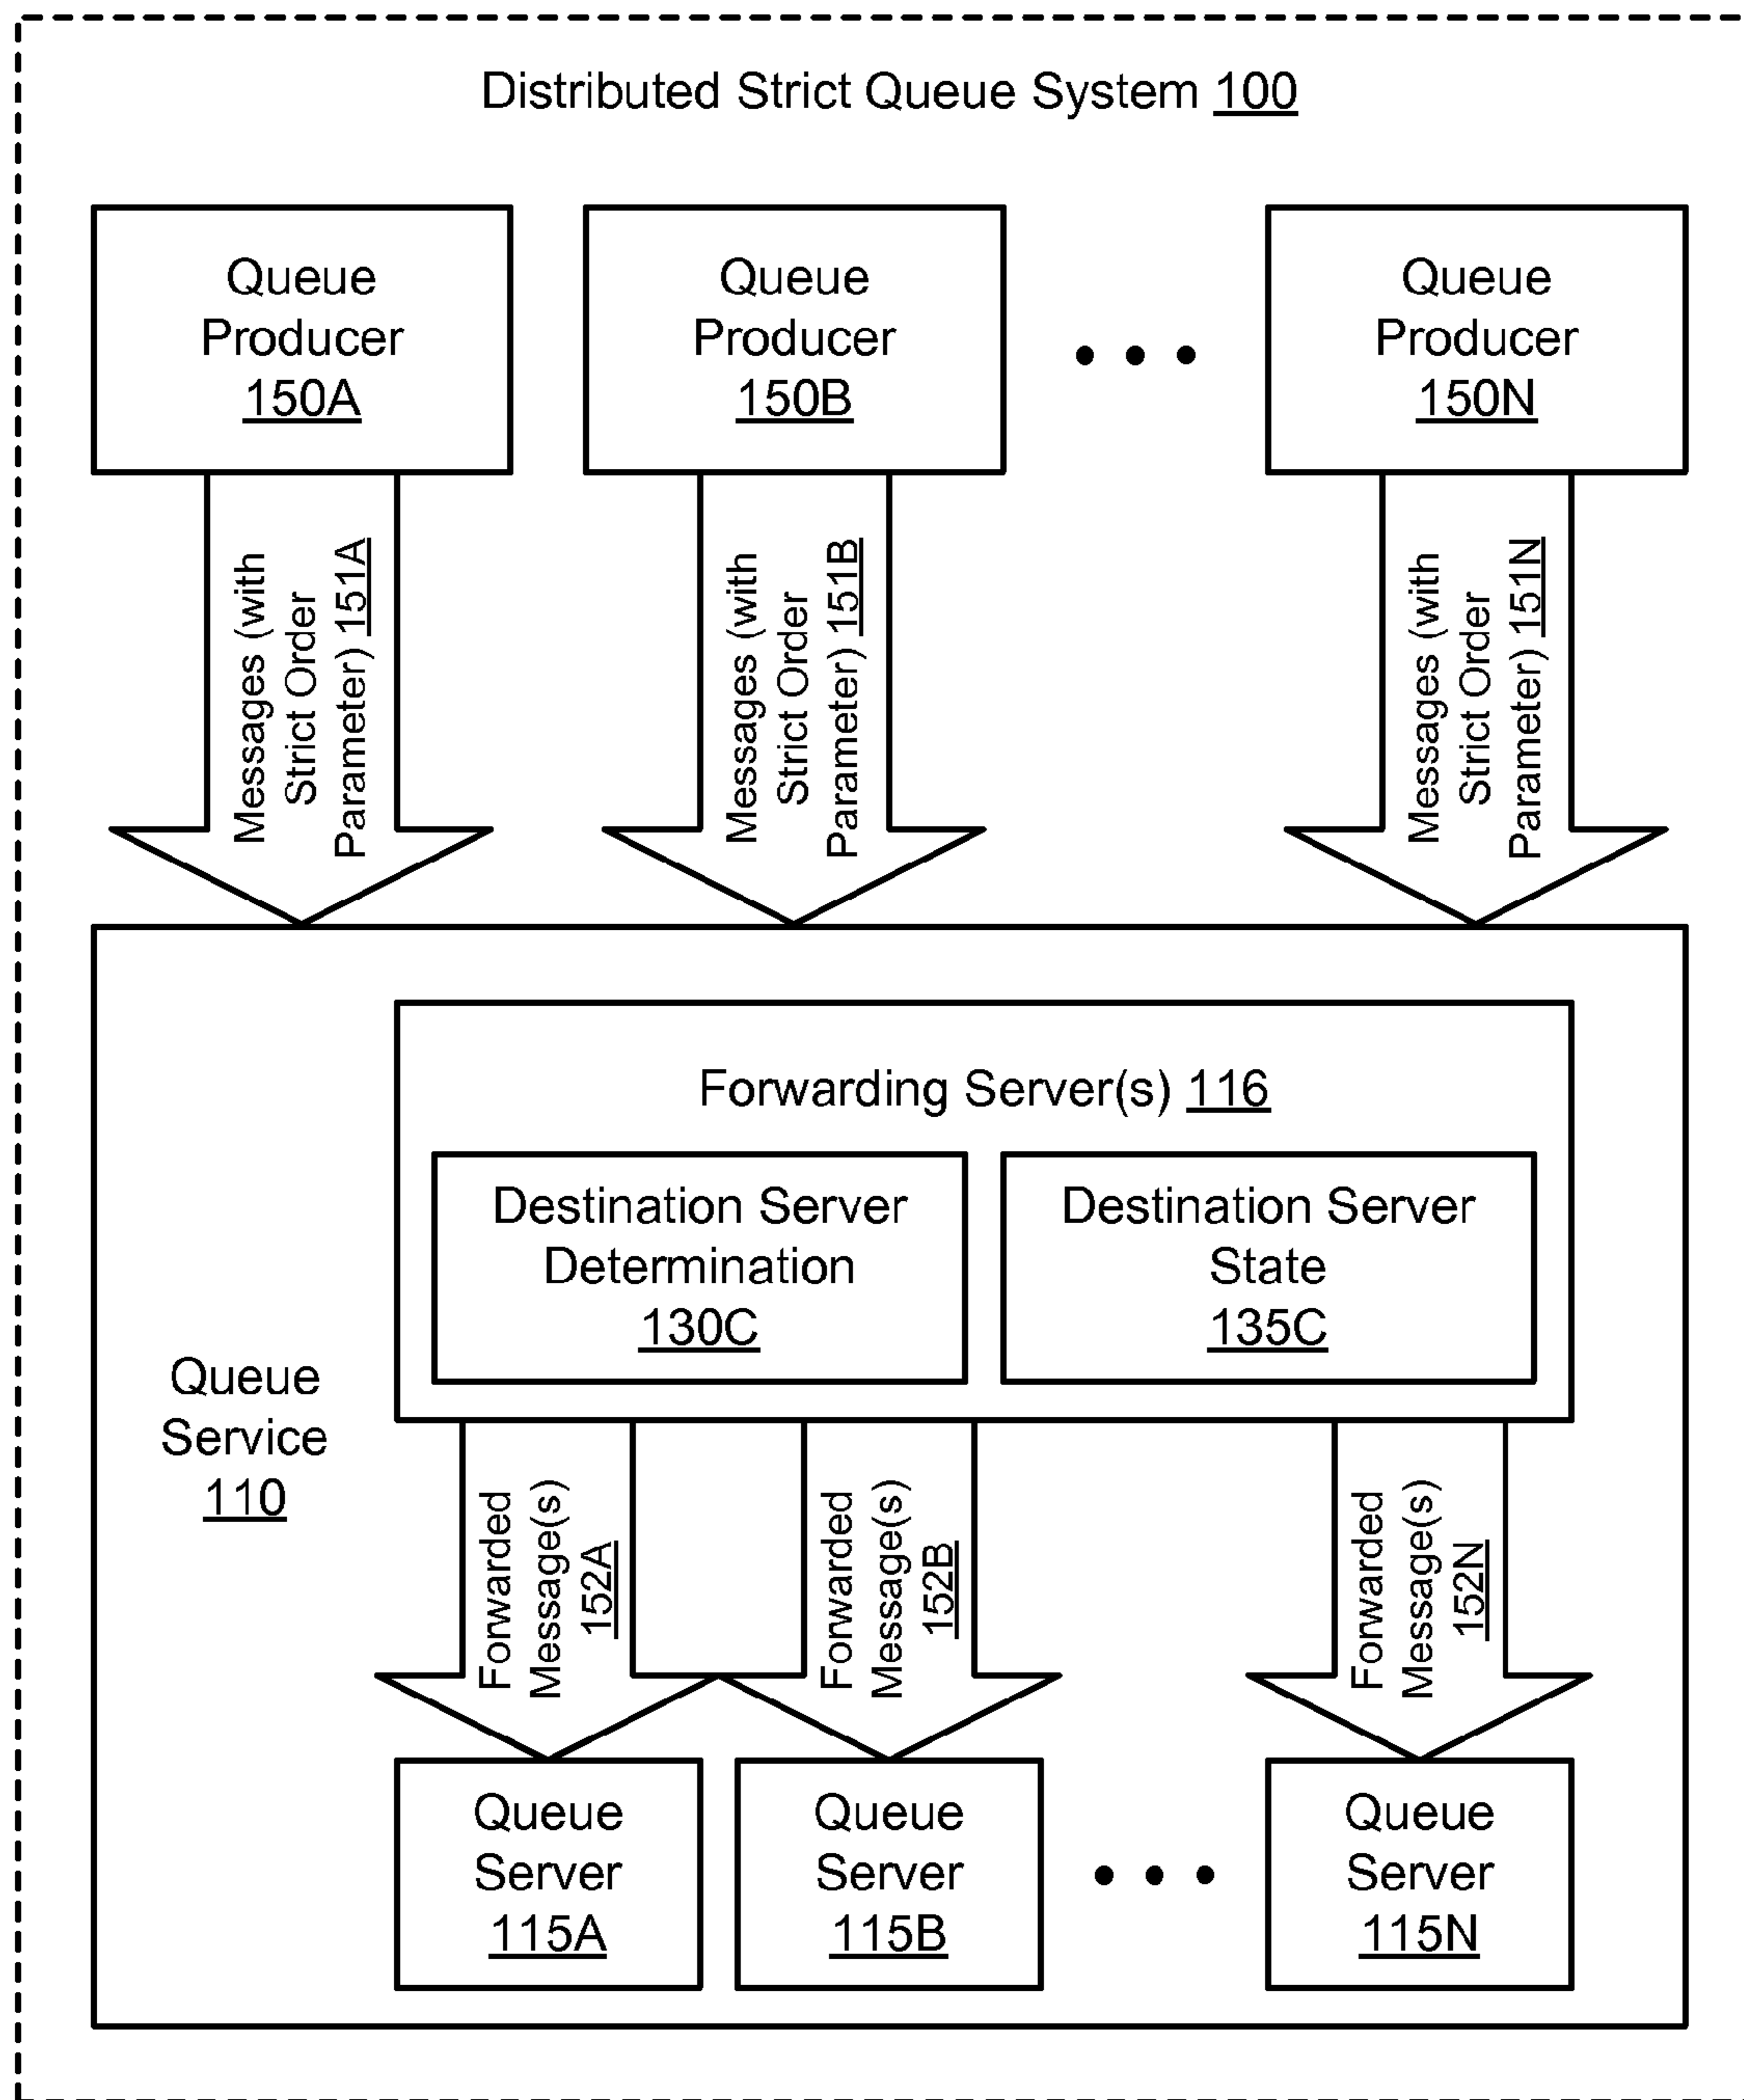 Distributed Strict Queue System 100
Queue
Producer
150A
Queue
Producer
150B
Queue
Producer
150N
Messages (with
Strict Order
Parameter) 151A
Messages (with
Strict Order
Parameter) 151B
Messages (with
Strict Order
Parameter) 151N
Forwarding Server(s) 116
Destination Server
Determination
130C
Destination Server
State
135C
Queue
Service
110
Forwarded
Message(s)
152A
Forwarded
Message(s)
152B
Forwarded
Message(s)
152N
Queue
Server
115A
Queue
Server
115B
Queue
Server
115N